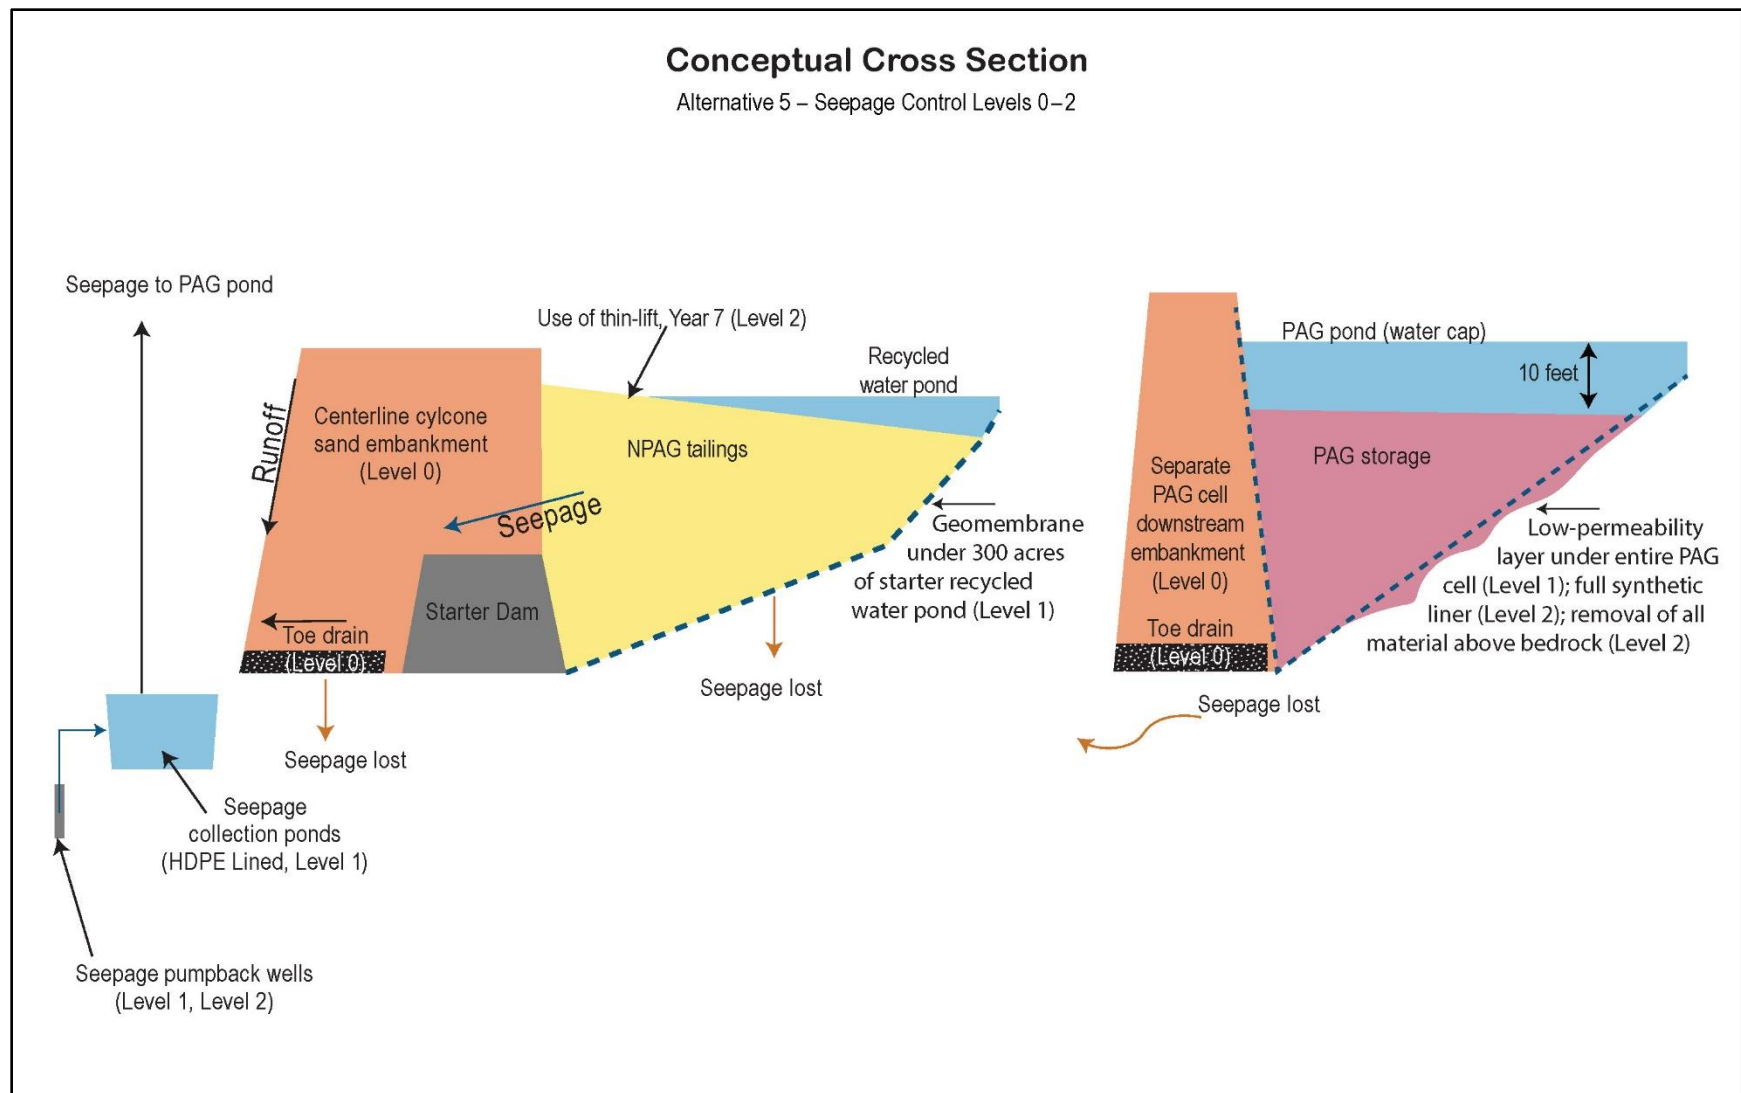 Conceptual Cross Section
Alternative 5 – Seepage Control Levels 0–2
Seepage to PAG pond
Use of thin-lift, Year 7 (Level 2)
Recycled
water pond
Runoff
Centerline cylcone
sand embankment
(Level 0)
NPAG tailings
Seepage
Geomembrane
under 300 acres
of starter recycled
water pond (Level 1)
Starter Dam
Toe drain
(Level 0)
Seepage lost
Seepage lost
Seepage
collection ponds
(HDPE Lined, Level 1)
Seepage pumpback wells
(Level 1, Level 2)
PAG pond (water cap)
10 feet
PAG storage
Separate
PAG cell
downstream
embankment
(Level 0)
Toe drain
(Level 0)
Low-permeability
layer under entire PAG
cell (Level 1); full synthetic
liner (Level 2); removal of all
material above bedrock (Level 2)
Seepage lost